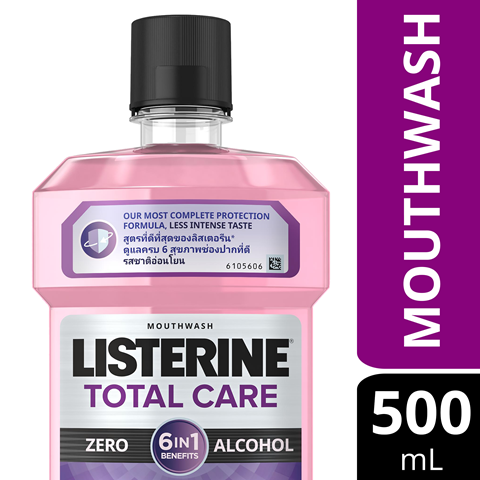 OUR MOST COMPLETE PROTECTION
FORMULA, LESS INTENSE TASTE
สูตรที่ดีที่สุดของลิสเตอรีน*
ดูแลครบ 6 สุขภาพช่องปากที่ดี
รสชาติอ่อนโยน
6105606
MOUTHWASH
LISTERINE®
TOTAL CARE
ZERO 6 IN 1 BENEFITS ALCOHOL
MOUTHWASH
500
mL